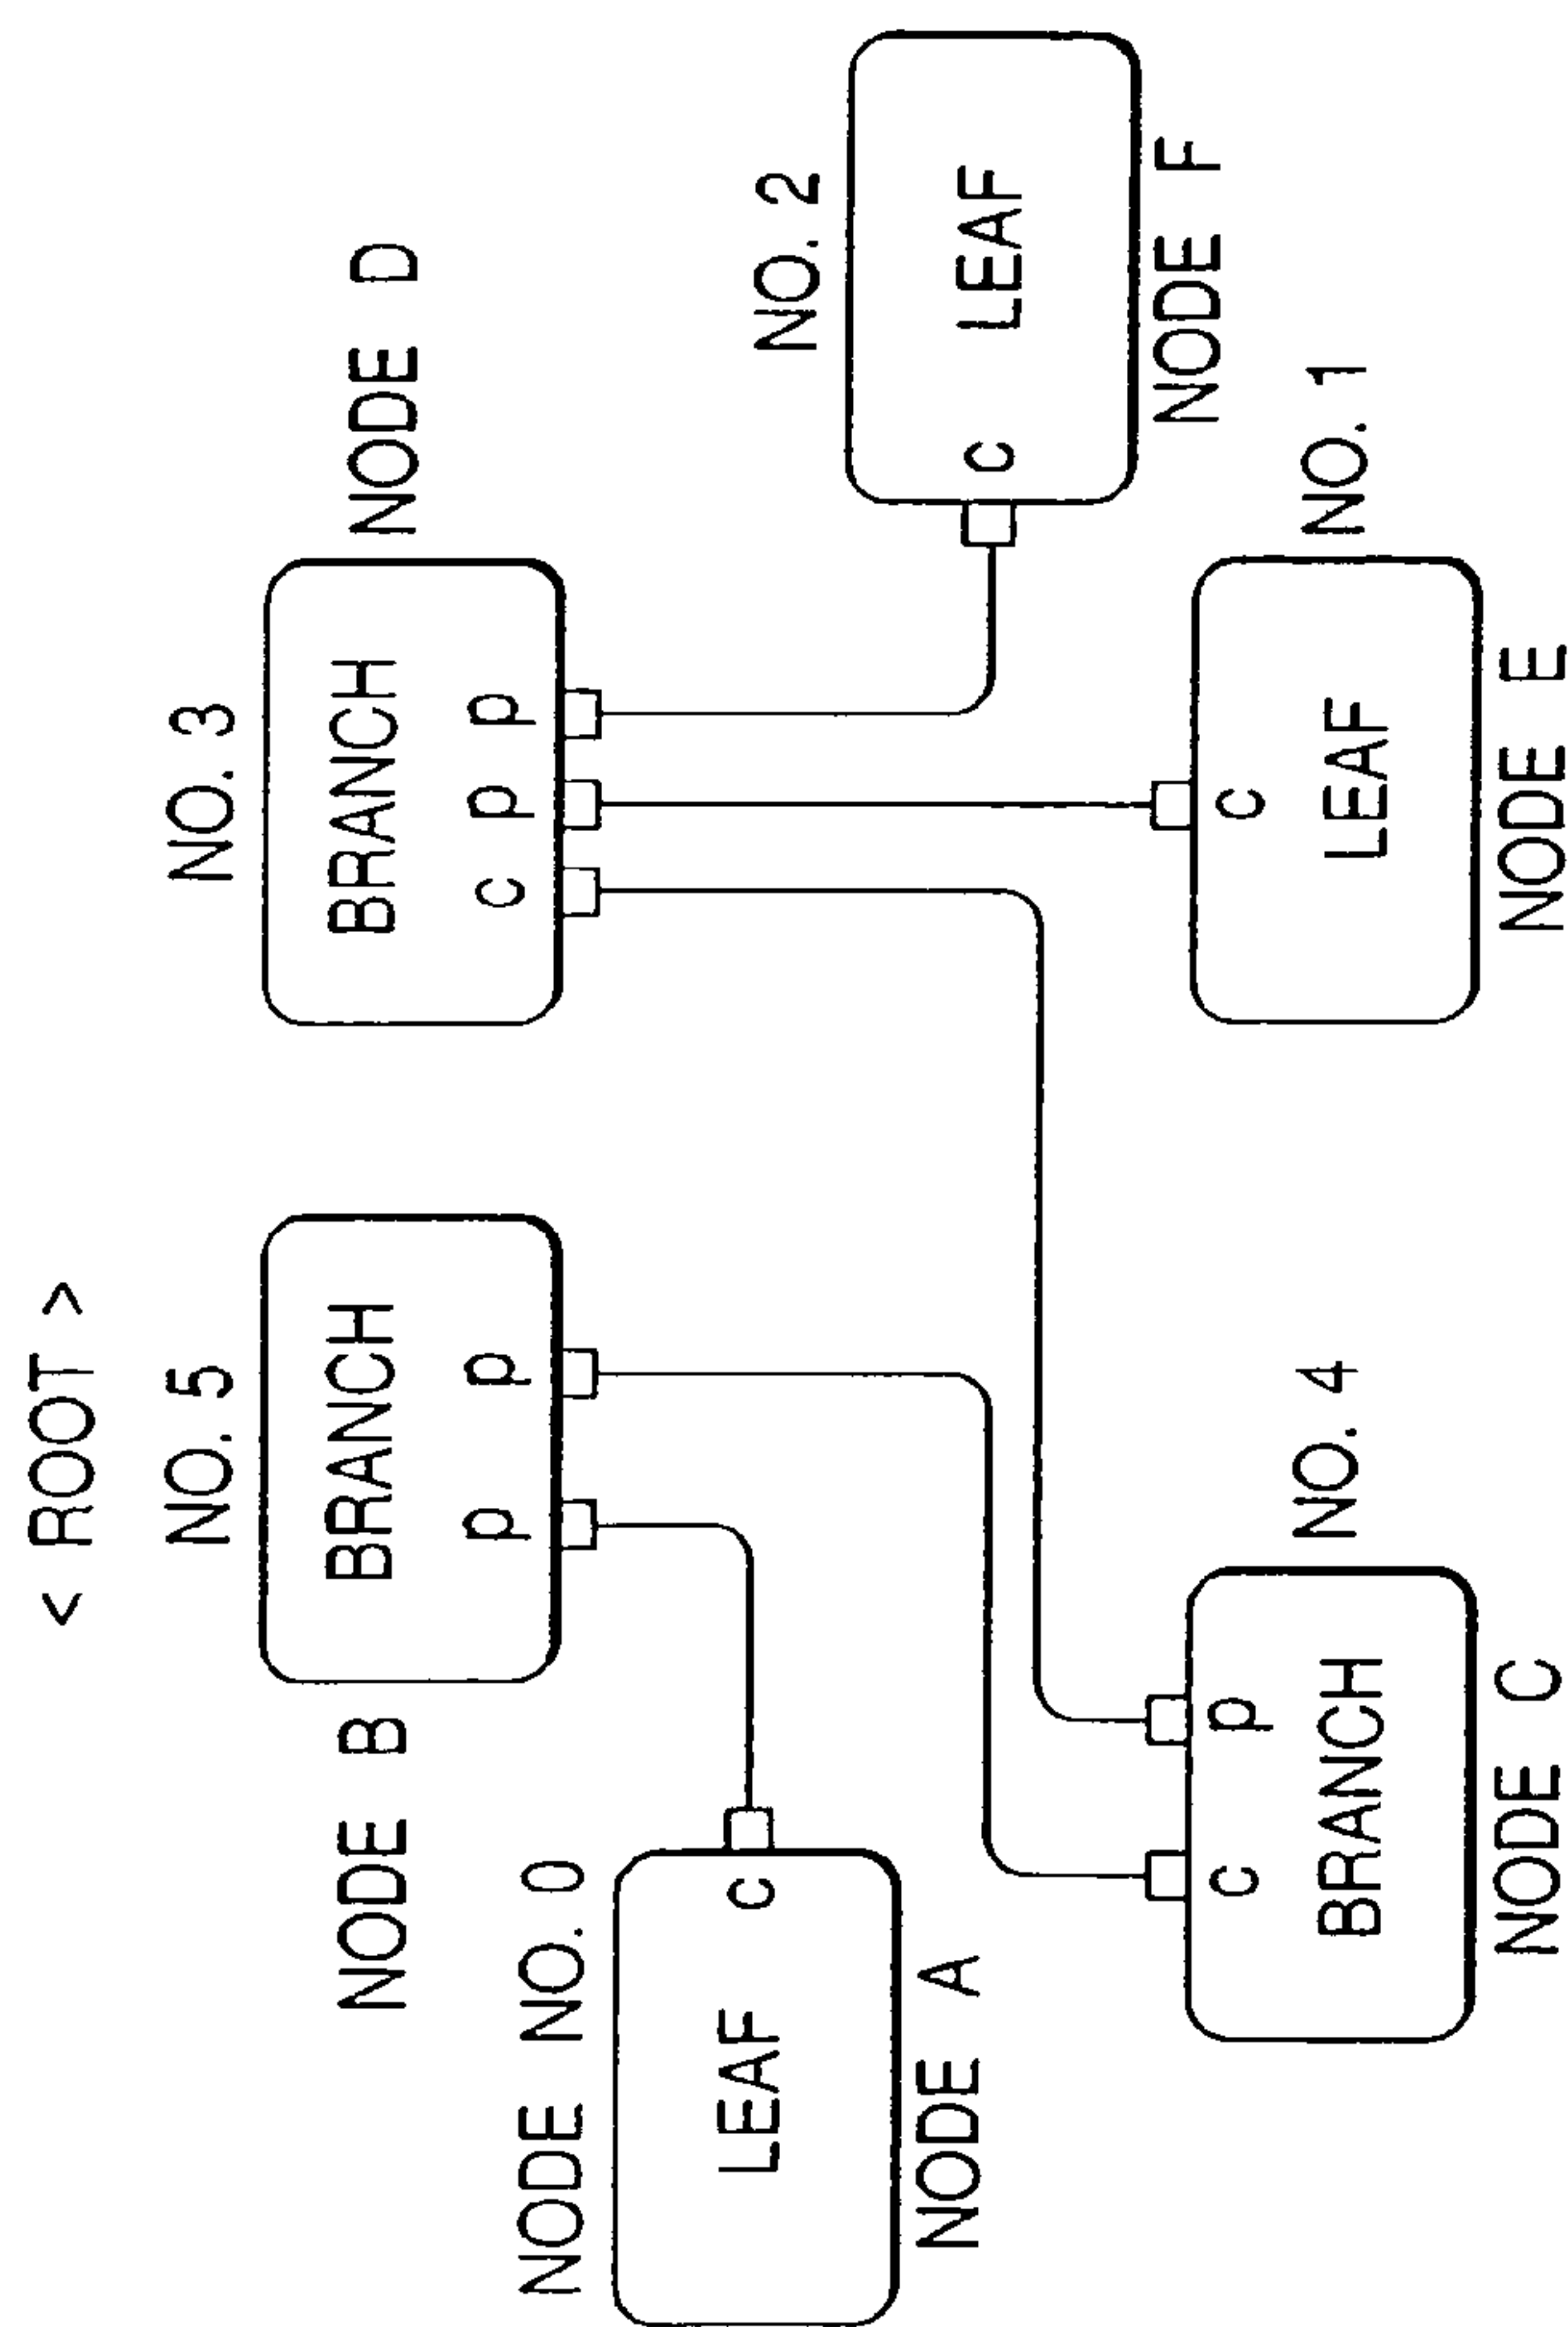 < ROOT >
NO. 5
NO. 3
NODE B
BRANCH
p p
BRANCH
c p p
NODE D
NODE NO. 0
LEAF c
NODE A
NO. 2
c LEAF
NODE F
NO. 4
c p
BRANCH
NODE C
NO. 1
c
LEAF
NODE E